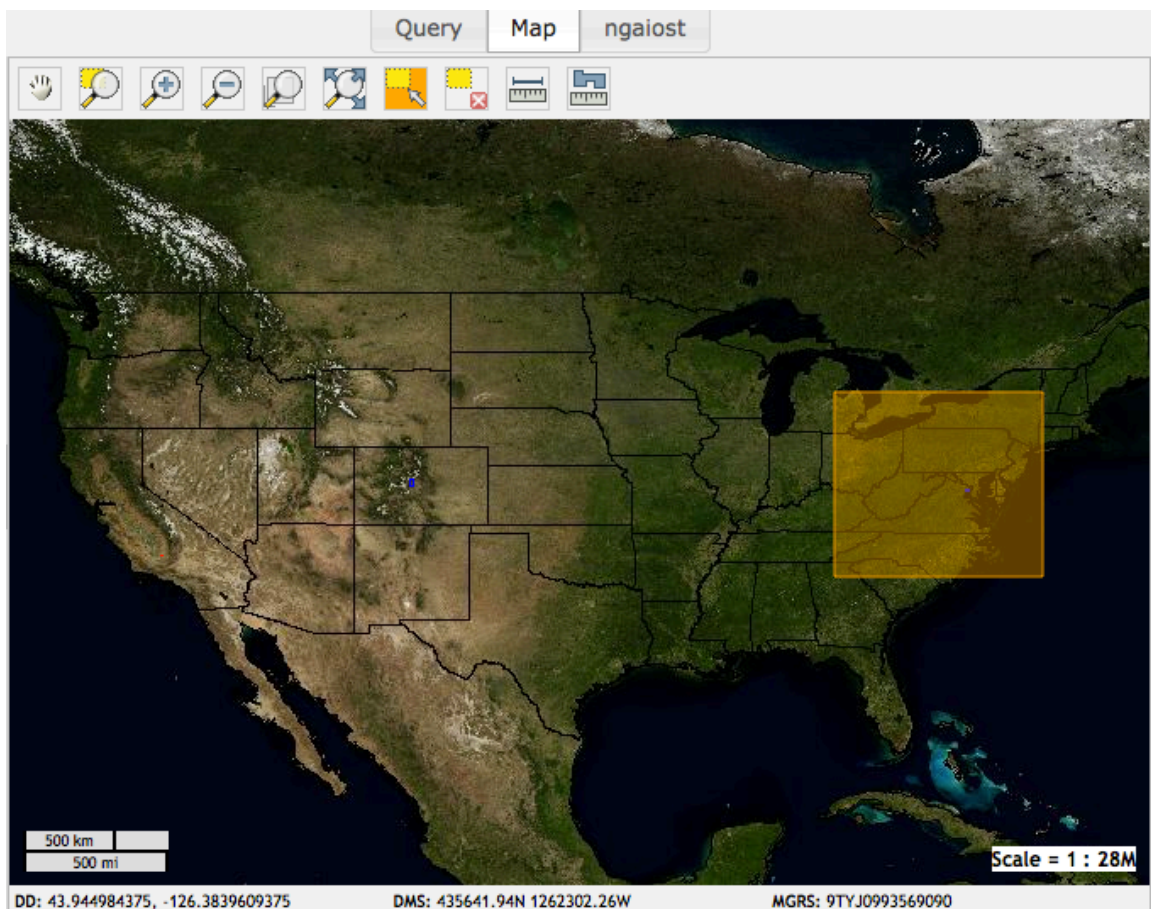 Query Map ngaiost
500 km
500 mi
Scale = 1 : 28M
DD: 43.944984375, -126.3839609375 DMS: 435641.94N 1262302.26W MGRS: 9TYJ0993569090